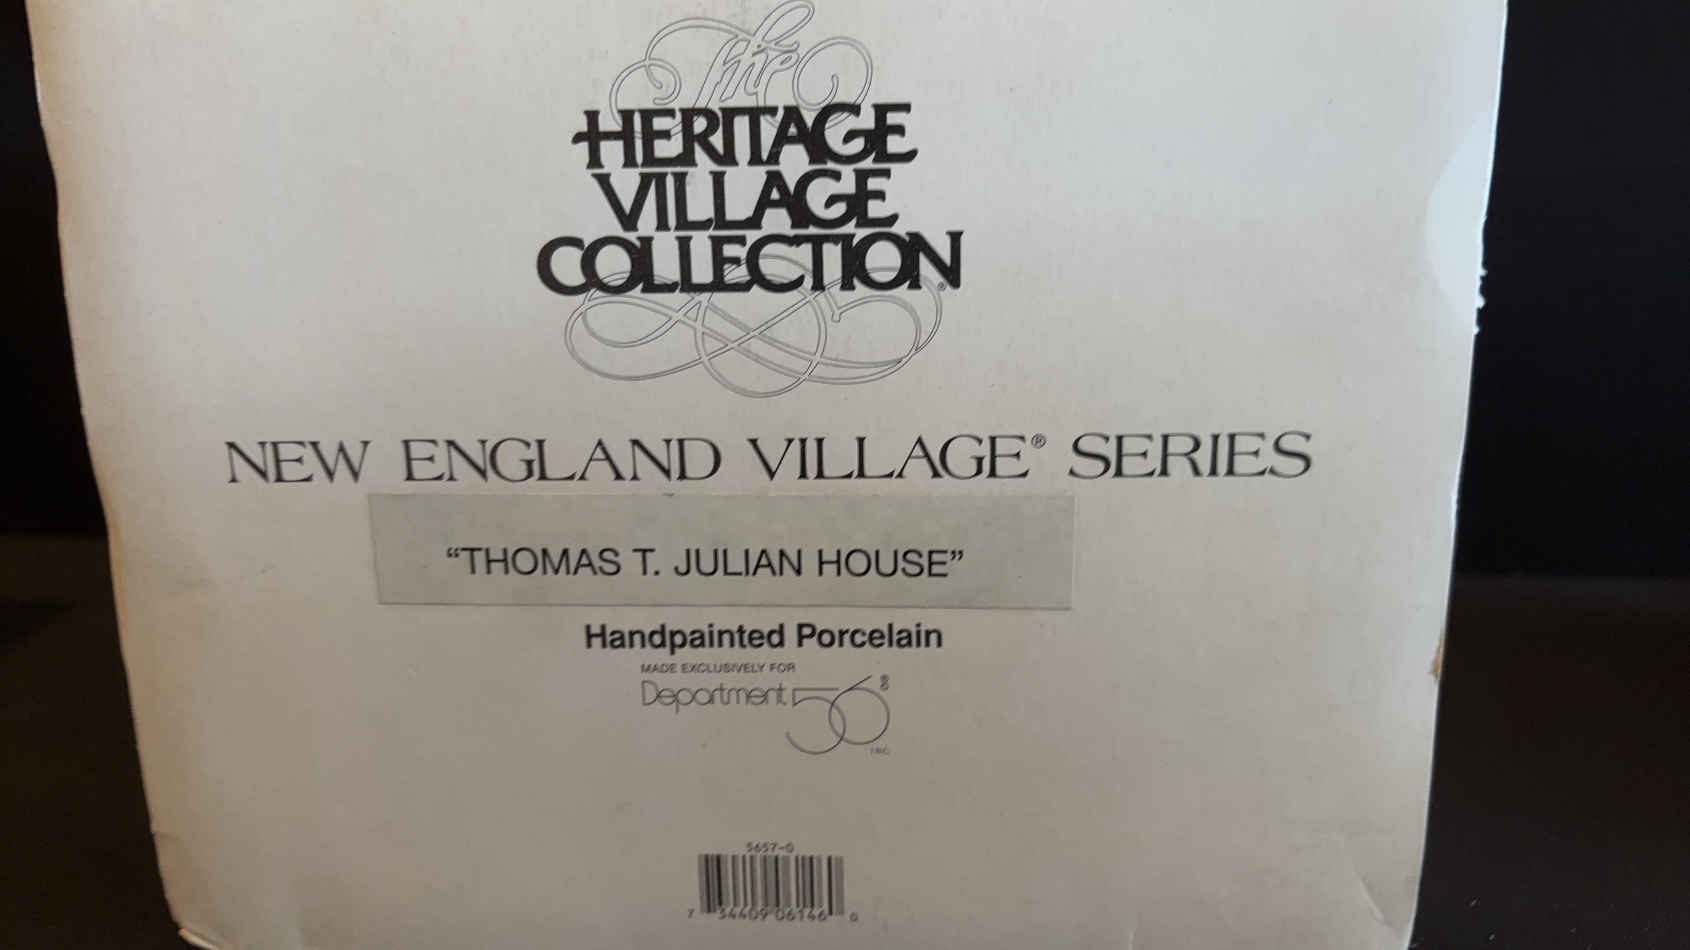 The
HERITAGE
VILLAGE
COLLECTION®
NEW ENGLAND VILLAGE® SERIES
“THOMAS T. JULIAN HOUSE”
Handpainted Porcelain
MADE EXCLUSIVELY FOR
Department 56®
INC.
5657-0
7 34409 06146 0